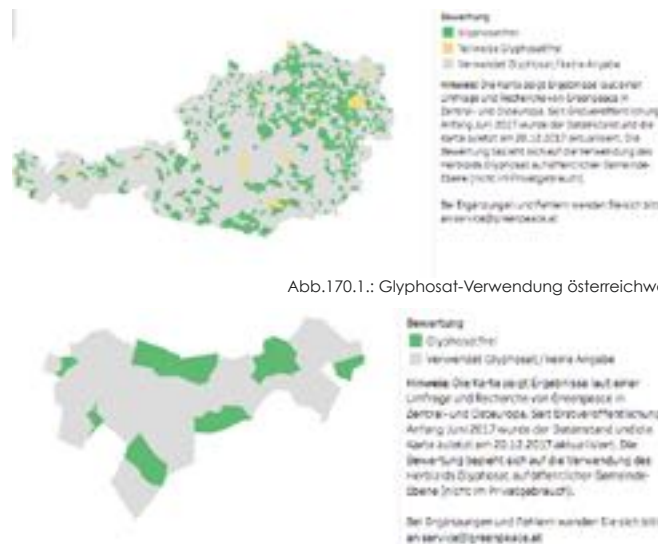 Bewertung
Glyphosatfrei
Teilweise Glyphosatfrei
Verwendet Glyphosat / keine Angabe
Hinweis: Die Karte zeigt Ergebnisse laut einer
Umfrage und Recherche von Greenpeace in
Zentral- und Osteuropa. Seit Erstveröffentlichung
Anfang Juni 2017 wurde der Datenstand und die
Karte zuletzt am 20.12.2017 aktualisiert. Die
Bewertung bezieht sich auf die Verwendung des
Herbizids Glyphosat auf öffentlicher Gemeinde-
Ebene (nicht im Privatgebrauch).
Bei Ergänzungen und Fehlern wenden Sie sich bitt
an service@greenpeace.at
Abb.170.1.: Glyphosat-Verwendung österreichwe
Bewertung
Glyphosatfrei
Verwendet Glyphosat / keine Angabe
Hinweis: Die Karte zeigt Ergebnisse laut einer
Umfrage und Recherche von Greenpeace in
Zentral- und Osteuropa. Seit Erstveröffentlichung
Anfang Juni 2017 wurde der Datenstand und die
Karte zuletzt am 20.12.2017 aktualisiert. Die
Bewertung bezieht sich auf die Verwendung des
Herbizids Glyphosat auf öffentlicher Gemeinde-
Ebene (nicht im Privatgebrauch).
Bei Ergänzungen und Fehlern wenden Sie sich bitt
an service@greenpeace.at